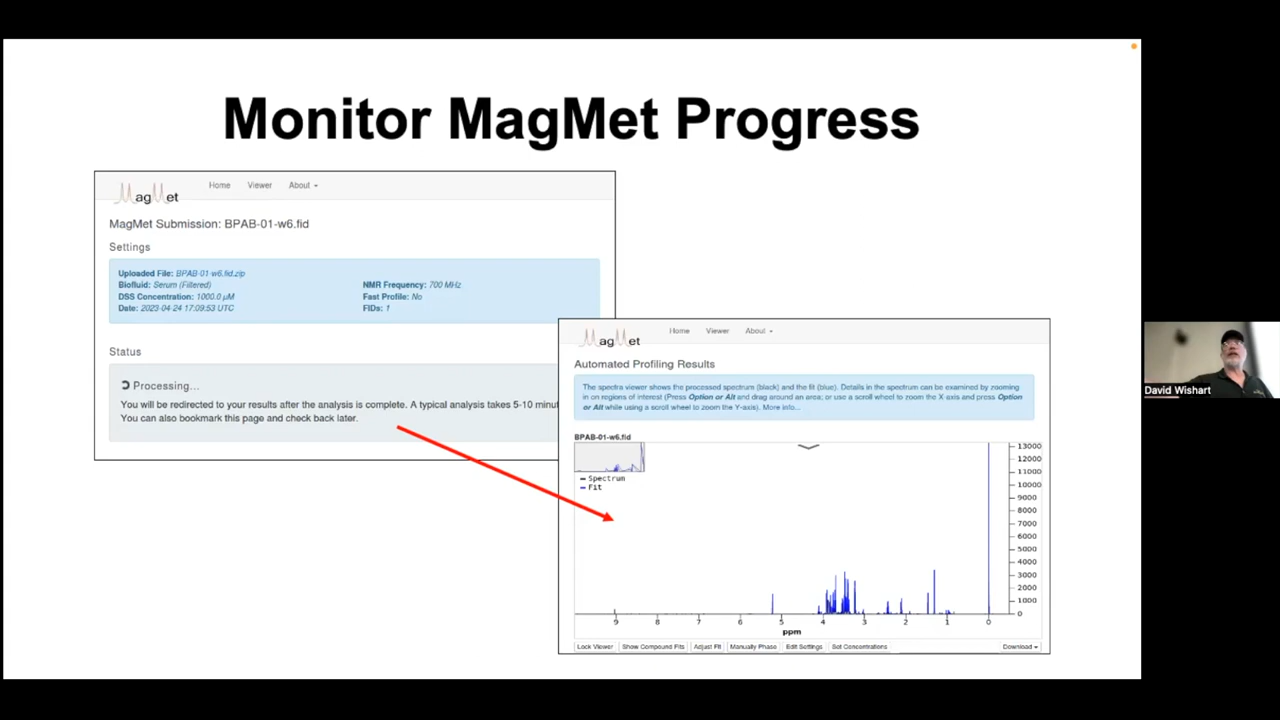 Monitor MagMet Progress
MagMet
Home
Viewer
About
MagMet Submission: BPAB-01-w6.fid
Settings
Uploaded File: BPAB-01-w6.fid.zip
Biofluid: Serum (Filtered)
NMR Frequency: 700 MHz
DSS Concentration: 1000.0 µM
Fast Profile: No
Date: 2023-04-24 17:09:53 UTC
FIDs: 1
Status
Processing...
You will be redirected to your results after the analysis is complete. A typical analysis takes 5-10 minut
You can also bookmark this page and check back later.
MagMet
Home
Viewer
About
Automated Profiling Results
The spectra viewer shows the processed spectrum (black) and the fit (blue). Details in the spectrum can be examined by zooming
in on regions of interest (Press Option or Alt and drag around an area; or use a scroll wheel to zoom the X-axis and press Option
or Alt while using a scroll wheel to zoom the Y-axis). More info...
BPAB-01-w6.fid
Spectrum
Fit
13000
12000
11000
10000
9000
8000
7000
6000
5000
4000
3000
2000
1000
0
9 8 7 6 5 4 3 2 1 0
ppm
Lock Viewer
Show Compound Fits
Adjust Fit
Manually Phase
Edit Settings
Set Concentrations
Download
David Wishart